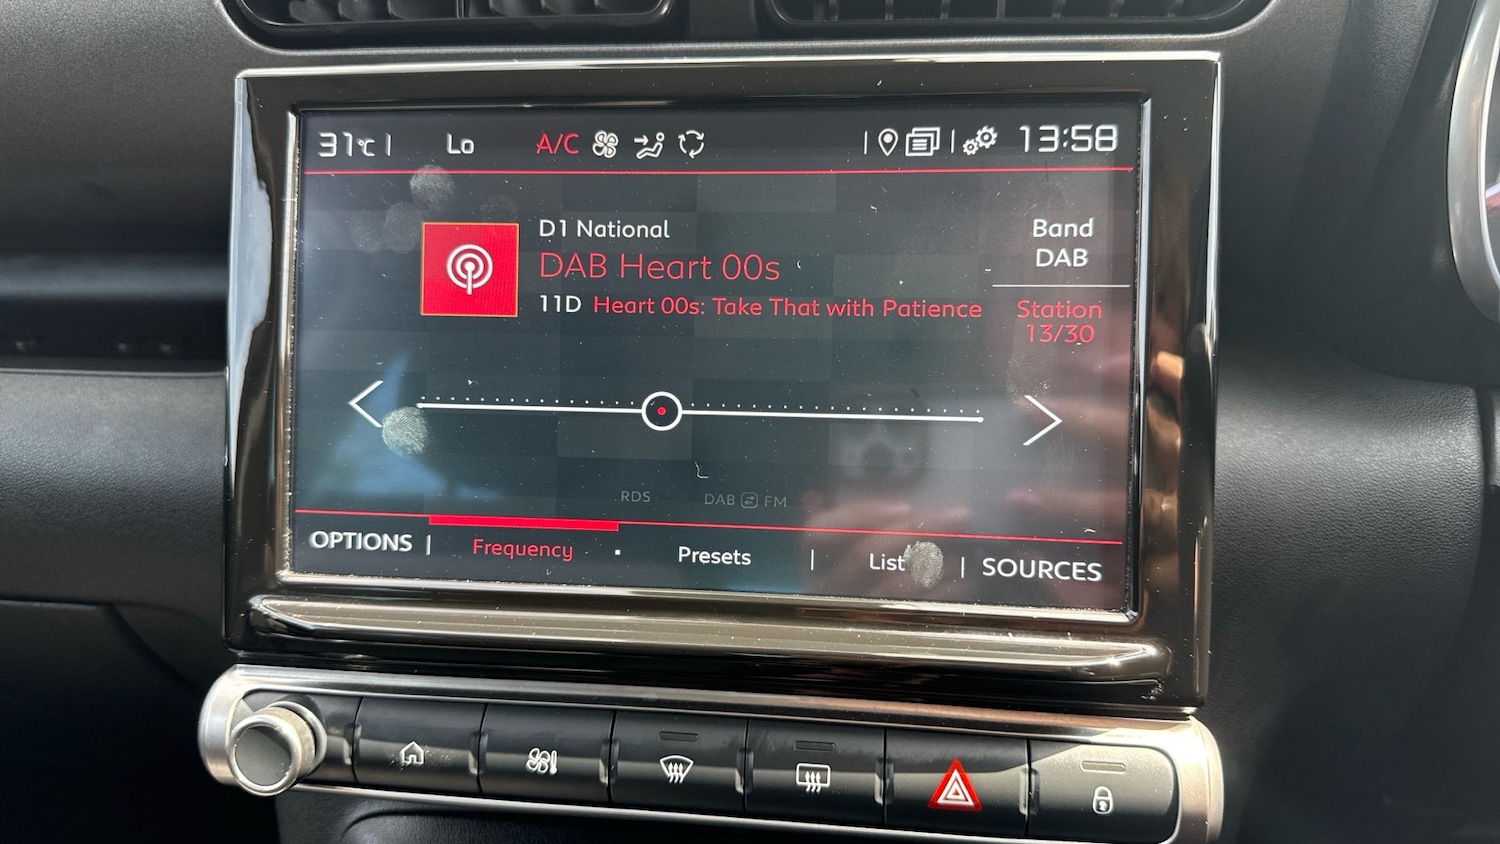 31°C Lo A/C 13:58
D1 National
DAB Heart 00s
11D Heart 00s: Take That with Patience
Band
DAB
Station
13/30
RDS DAB FM
OPTIONS Frequency Presets List SOURCES